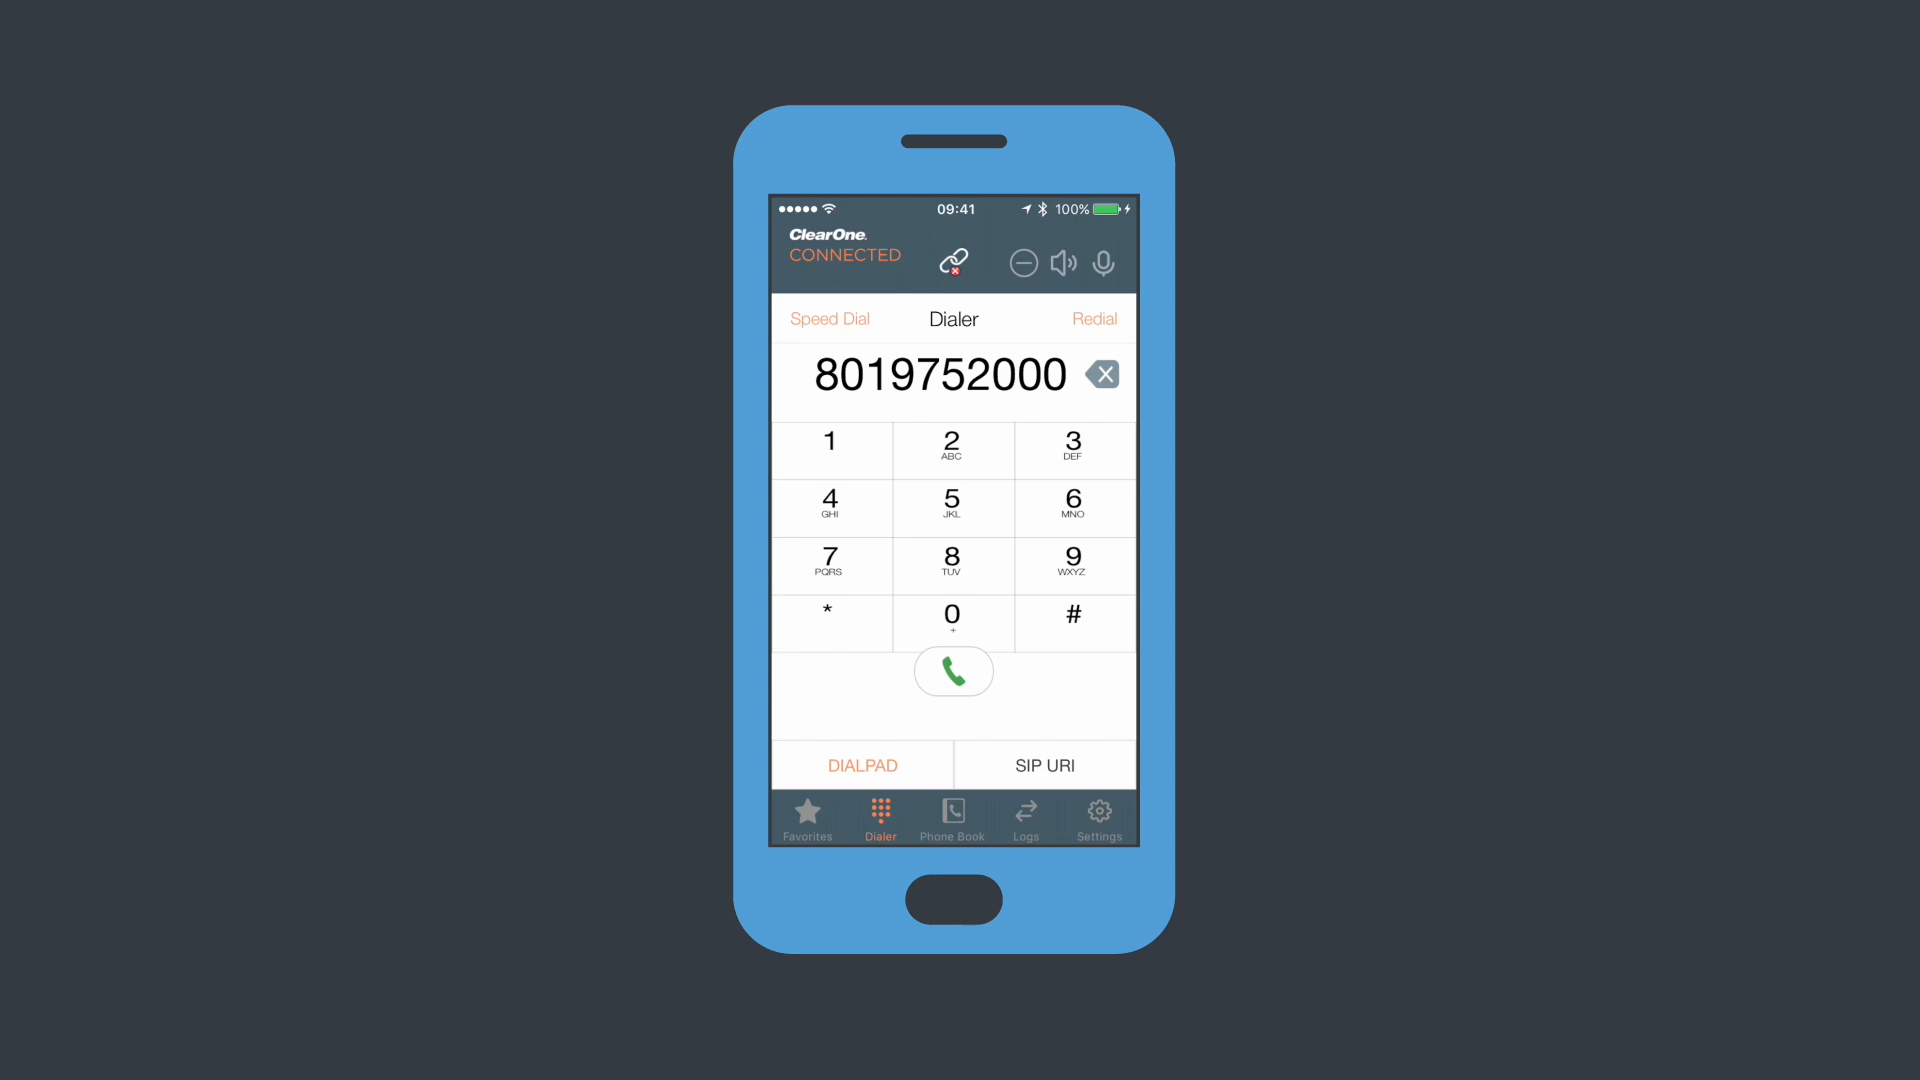 09:41 100%
ClearOne.
CONNECTED
Speed Dial Dialer Redial
8019752000
1 2 3
ABC DEF
4 5 6
GHI JKL MNO
7 8 9
PQRS TUV WXYZ
* 0 #
+
DIALPAD SIP URI
Favorites Dialer Phone Book Logs Settings